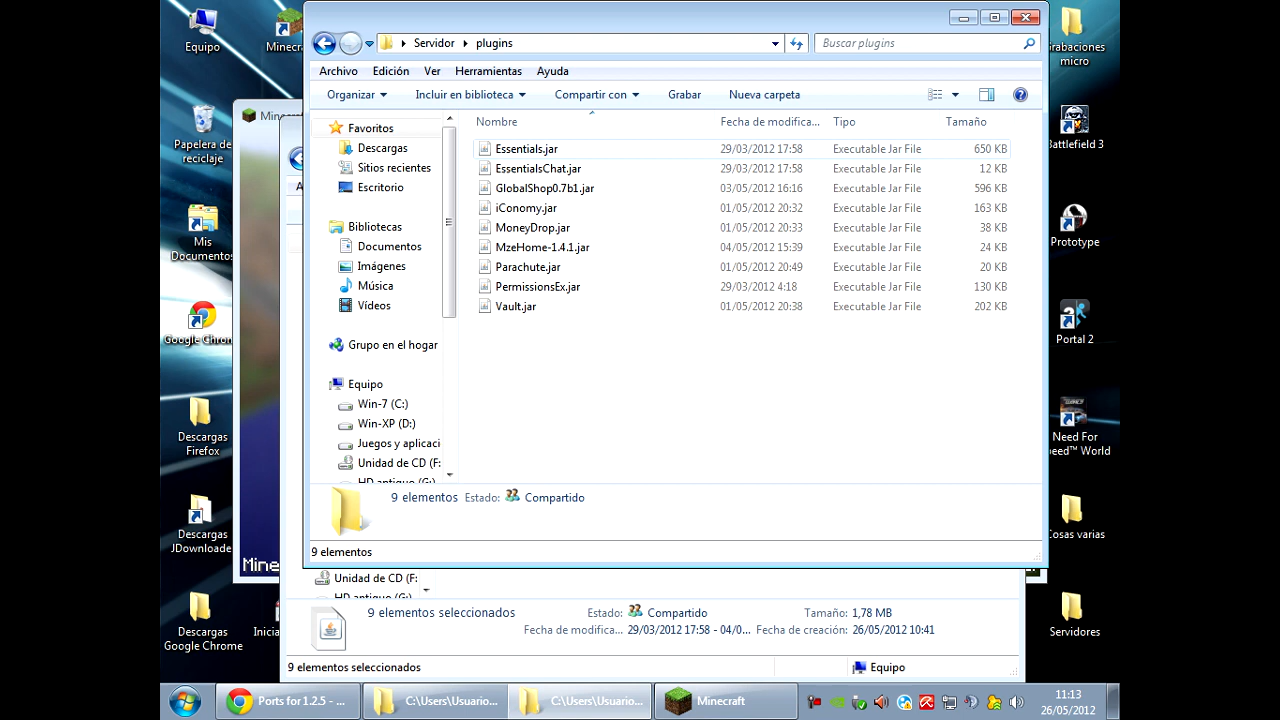 Equipo
Minecr
Papelera de
reciclaje
Mis
Documentos
Google Chron
Descargas
Firefox
Descargas
JDownloade
Descargas
Google Chrome
Inicia
Servidor
plugins
Buscar plugins
Archivo Edición Ver Herramientas Ayuda
Organizar Incluir en biblioteca Compartir con Grabar Nueva carpeta
Favoritos
Descargas
Sitios recientes
Escritorio
Bibliotecas
Documentos
Imágenes
Música
Vídeos
Grupo en el hogar
Equipo
Win-7 (C:)
Win-XP (D:)
Juegos y aplicaci
Unidad de CD (F:
HD antiguo (G:)
Nombre Fecha de modifica... Tipo Tamaño
Essentials.jar 29/03/2012 17:58 Executable Jar File 650 KB
EssentialsChat.jar 29/03/2012 17:58 Executable Jar File 12 KB
GlobalShop0.7b1.jar 03/05/2012 16:16 Executable Jar File 596 KB
iConomy.jar 01/05/2012 20:32 Executable Jar File 163 KB
MoneyDrop.jar 01/05/2012 20:33 Executable Jar File 38 KB
MzeHome-1.4.1.jar 04/05/2012 15:39 Executable Jar File 24 KB
Parachute.jar 01/05/2012 20:49 Executable Jar File 20 KB
PermissionsEx.jar 29/03/2012 4:18 Executable Jar File 130 KB
Vault.jar 01/05/2012 20:38 Executable Jar File 202 KB
9 elementos Estado: Compartido
9 elementos
Mine
Unidad de CD (F:
HD antiguo (G:)
9 elementos seleccionados Estado: Compartido Tamaño: 1,78 MB
Fecha de modifica... 29/03/2012 17:58 - 04/0... Fecha de creación: 26/05/2012 10:41
9 elementos seleccionados
Equipo
irabaciones
micro
Battlefield 3
Prototype
Portal 2
Need For
peed™ World
Cosas varias
Servidores
Ports for 1.2.5 - ...
C:\Users\Usuario...
C:\Users\Usuario...
Minecraft
11:13
26/05/2012